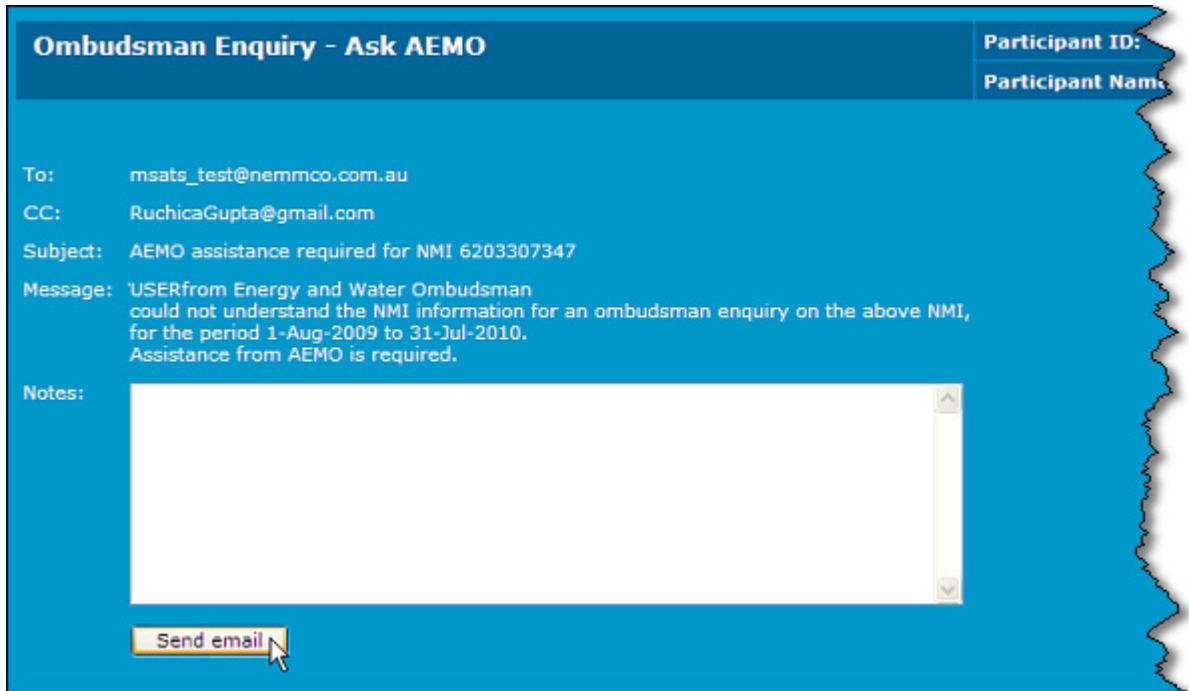 Ombudsman Enquiry - Ask AEMO
Participant ID:
Participant Name
To: msats_test@nemmco.com.au
CC: RuchicaGupta@gmail.com
Subject: AEMO assistance required for NMI 6203307347
Message: 'USERfrom Energy and Water Ombudsman
could not understand the NMI information for an ombudsman enquiry on the above NMI,
for the period 1-Aug-2009 to 31-Jul-2010.
Assistance from AEMO is required.
Notes:
Send email